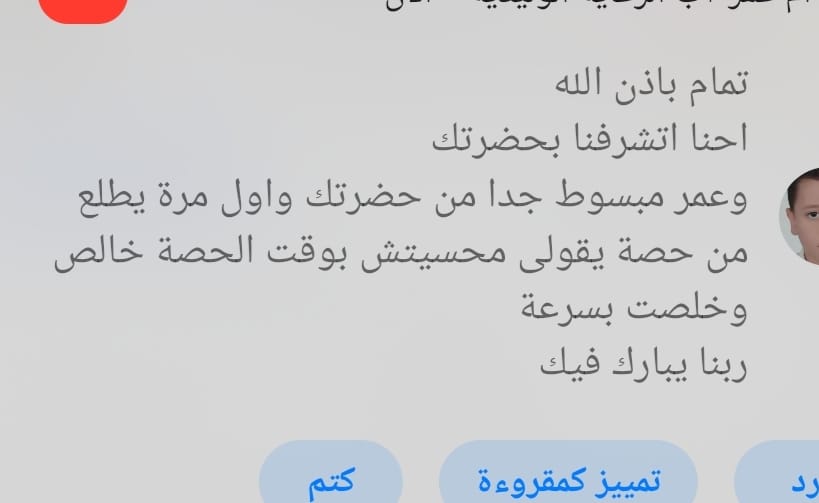 تمام باذن الله
احنا اتشرفنا بحضرتك
وعمر مبسوط جدا من حضرتك واول مرة يطلع
من حصة يقولى محسيتش بوقت الحصة خالص
وخلصت بسرعة
ربنا يبارك فيك
رد تمييز كمقروءة كتم